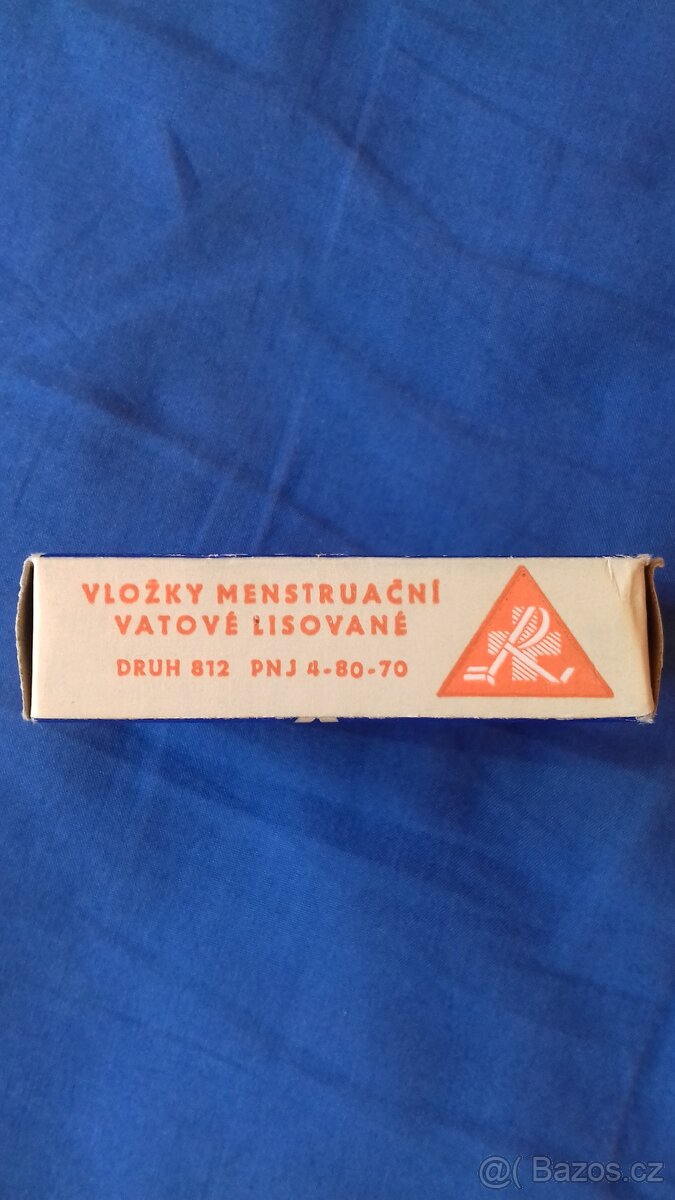 VLOŽKY MENSTRUAČNÍ
VATOVÉ LISOVANÉ
DRUH 812 PNJ 4-80-70
R
@( Bazos.cz